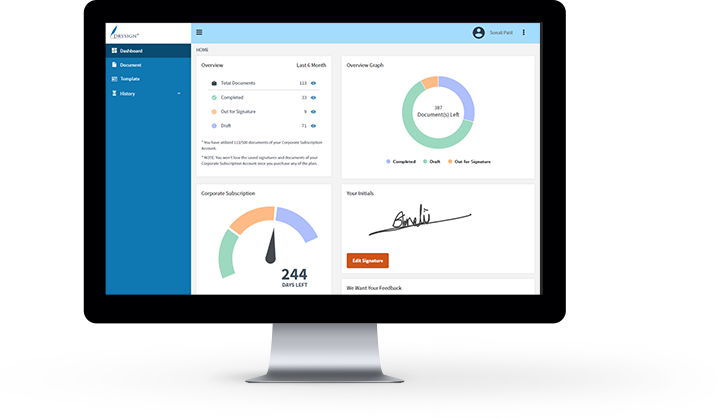 DRYSIGN™
Sonali Patil
Dashboard
Document
Template
History
HOME
Overview
Last 6 Month
Total Documents 113
Completed 33
Out for Signature 9
Draft 71
* You have utilized 113/500 documents of your Corporate Subscription
Account.
* NOTE: You won't lose the saved signatures and documents of your
Corporate Subscription Account once you purchase any of the plan.
Overview Graph
387
Document(s) Left
Completed Draft Out for Signature
Corporate Subscription
244
DAYS LEFT
Your Initials
Sonali
Edit Signature
We Want Your Feedback